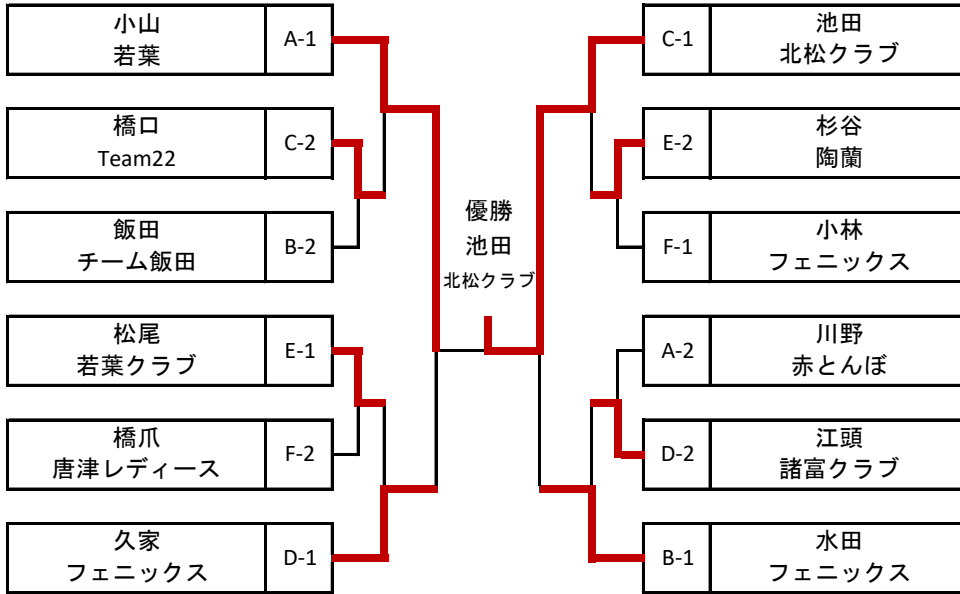 小山
若葉
A-1
橋口
Team22
C-2
飯田
チーム飯田
B-2
松尾
若葉クラブ
E-1
橋爪
唐津レディース
F-2
久家
フェニックス
D-1
優勝
池田
北松クラブ
C-1
池田
北松クラブ
E-2
杉谷
陶蘭
F-1
小林
フェニックス
A-2
川野
赤とんぼ
D-2
江頭
諸富クラブ
B-1
水田
フェニックス